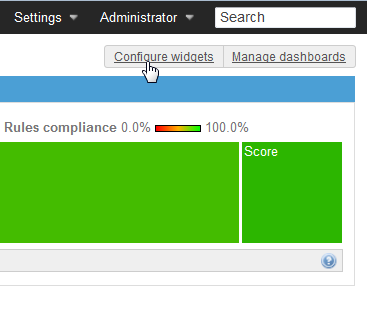 Settings Administrator Search
Configure widgets Manage dashboards
Rules compliance 0.0% 100.0%
Score
?